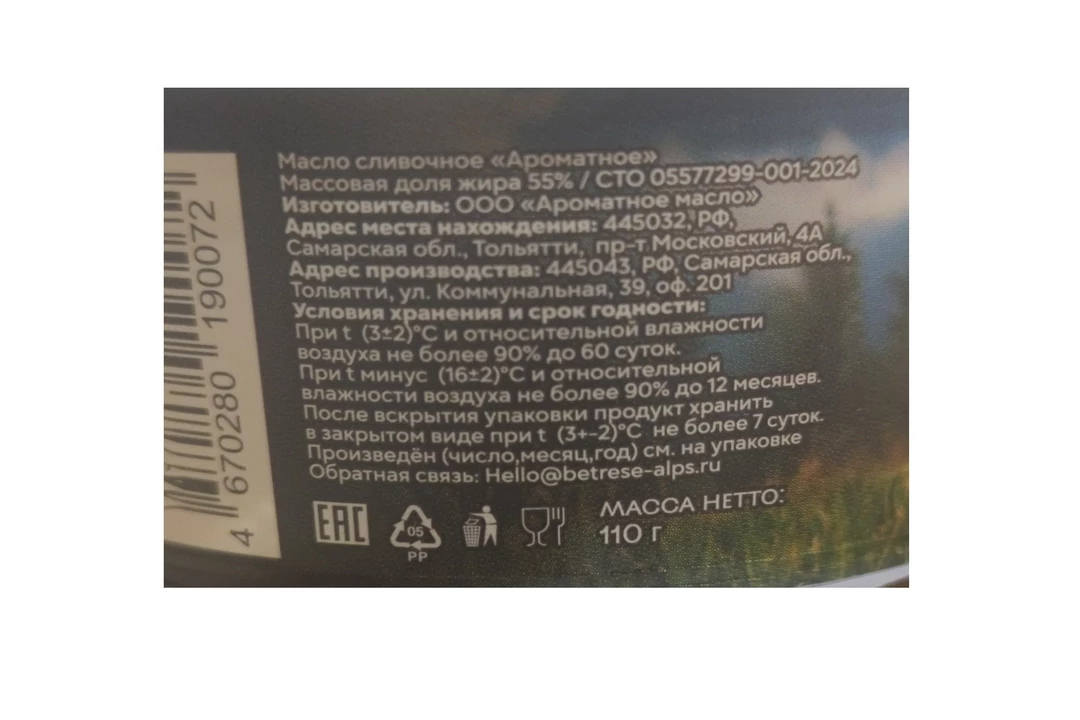 Масло сливочное «Ароматное»
Массовая доля жира 55% / СТО 05577299-001-2024
Изготовитель: ООО «Ароматное масло»
Адрес места нахождения: 445032, РФ,
Самарская обл., Тольятти, пр-т Московский, 4А
Адрес производства: 445043, РФ, Самарская обл.,
Тольятти, ул. Коммунальная, 39, оф. 201
Условия хранения и срок годности:
При t (3±2)°C и относительной влажности
воздуха не более 90% до 60 суток.
При t минус (16±2)°C и относительной
влажности воздуха не более 90% до 12 месяцев.
После вскрытия упаковки продукт хранить
в закрытом виде при t (3+-2)°C не более 7 суток.
Произведён (число,месяц,год) см. на упаковке
Обратная связь: Hello@betrese-alps.ru
EAC
05
PP
МАССА НЕТТО:
110 г
4 670280 190072